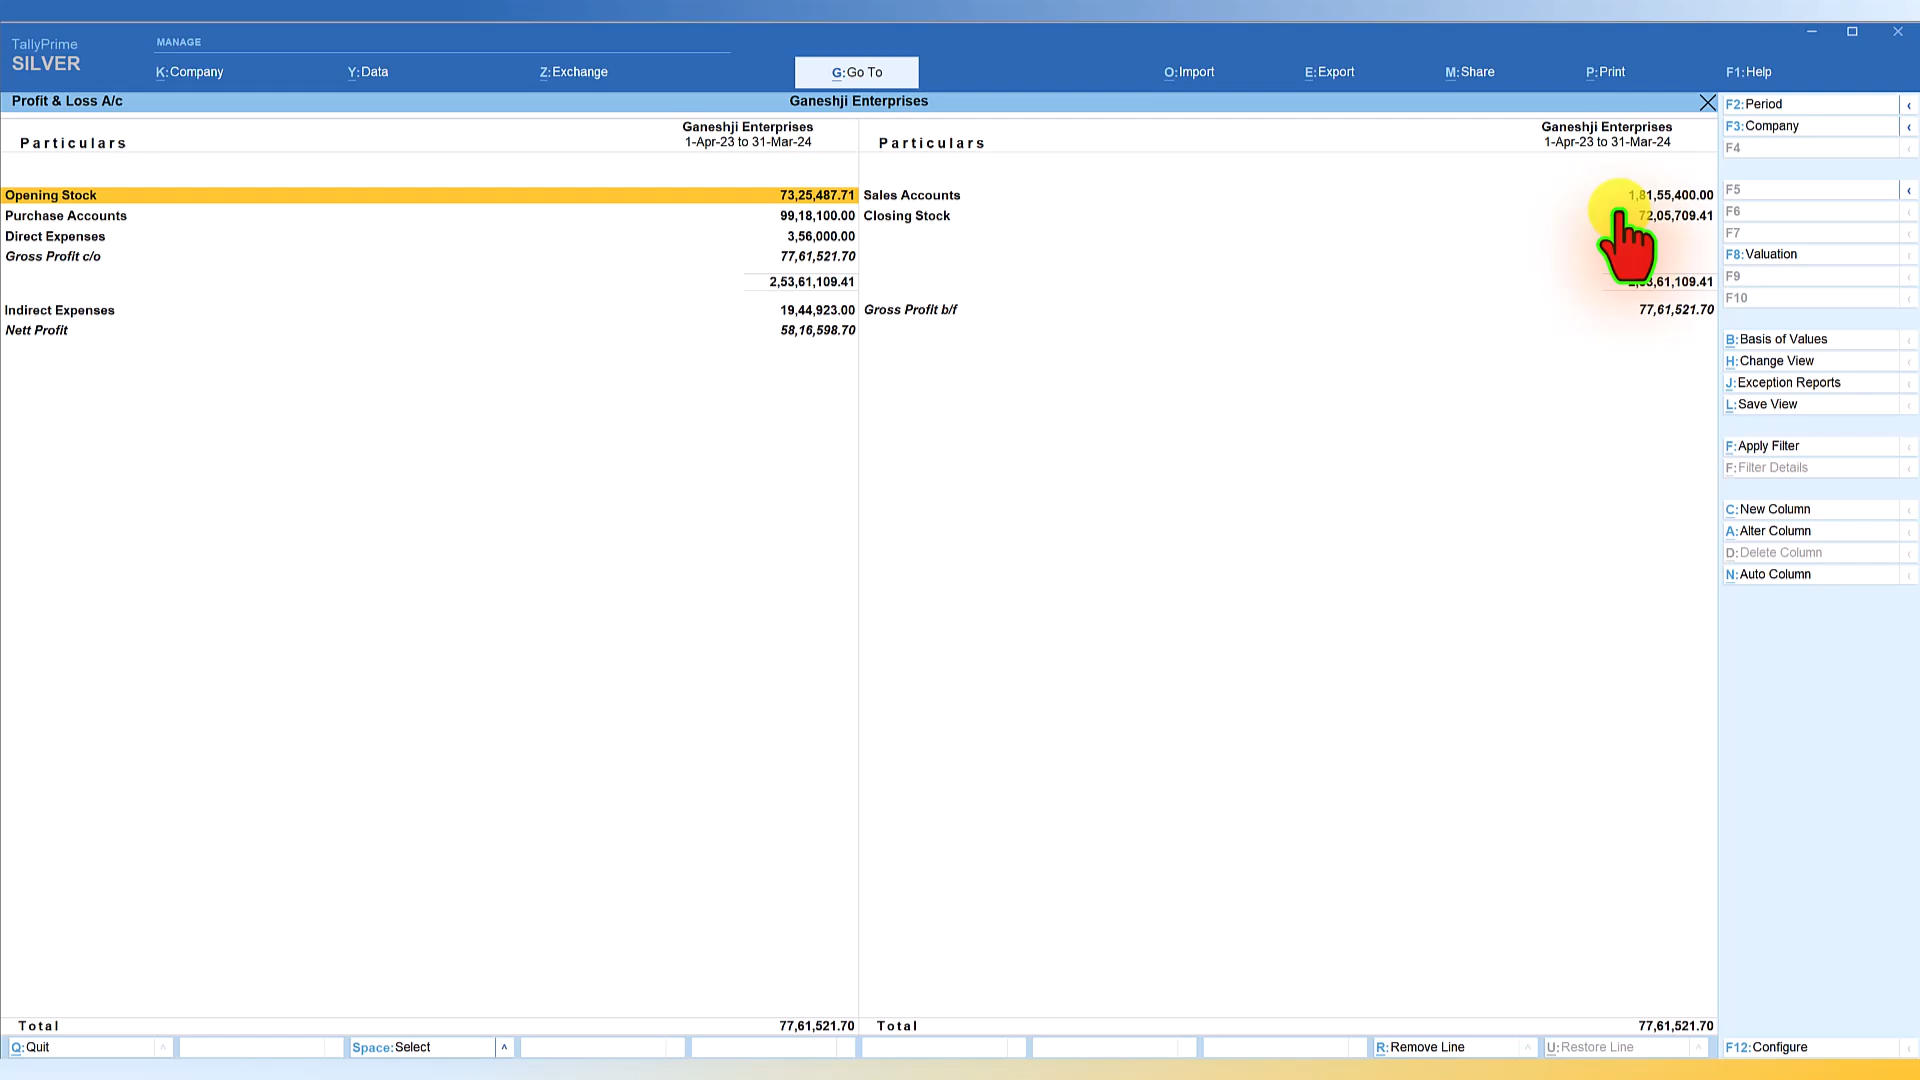 TallyPrime
SILVER
MANAGE
K:Company
Y:Data
Z:Exchange
G:Go To
O:Import
E:Export
M:Share
P:Print
F1:Help
Profit & Loss A/c
Ganeshji Enterprises
Particulars
Ganeshji Enterprises
1-Apr-23 to 31-Mar-24
Particulars
Ganeshji Enterprises
1-Apr-23 to 31-Mar-24
Opening Stock 73,25,487.71
Purchase Accounts 99,18,100.00
Direct Expenses 3,56,000.00
Gross Profit c/o 77,61,521.70
2,53,61,109.41
Indirect Expenses 19,44,923.00
Nett Profit 58,16,598.70
Sales Accounts 1,81,55,400.00
Closing Stock 72,05,709.41
Gross Profit b/f 77,61,521.70
Total 77,61,521.70
Total 77,61,521.70
F2:Period
F3:Company
F4
F5
F6
F7
F8:Valuation
F9
F10
B:Basis of Values
H:Change View
J:Exception Reports
L:Save View
F:Apply Filter
F:Filter Details
C:New Column
A:Alter Column
D:Delete Column
N:Auto Column
Q:Quit
Space:Select
R:Remove Line
U:Restore Line
F12:Configure